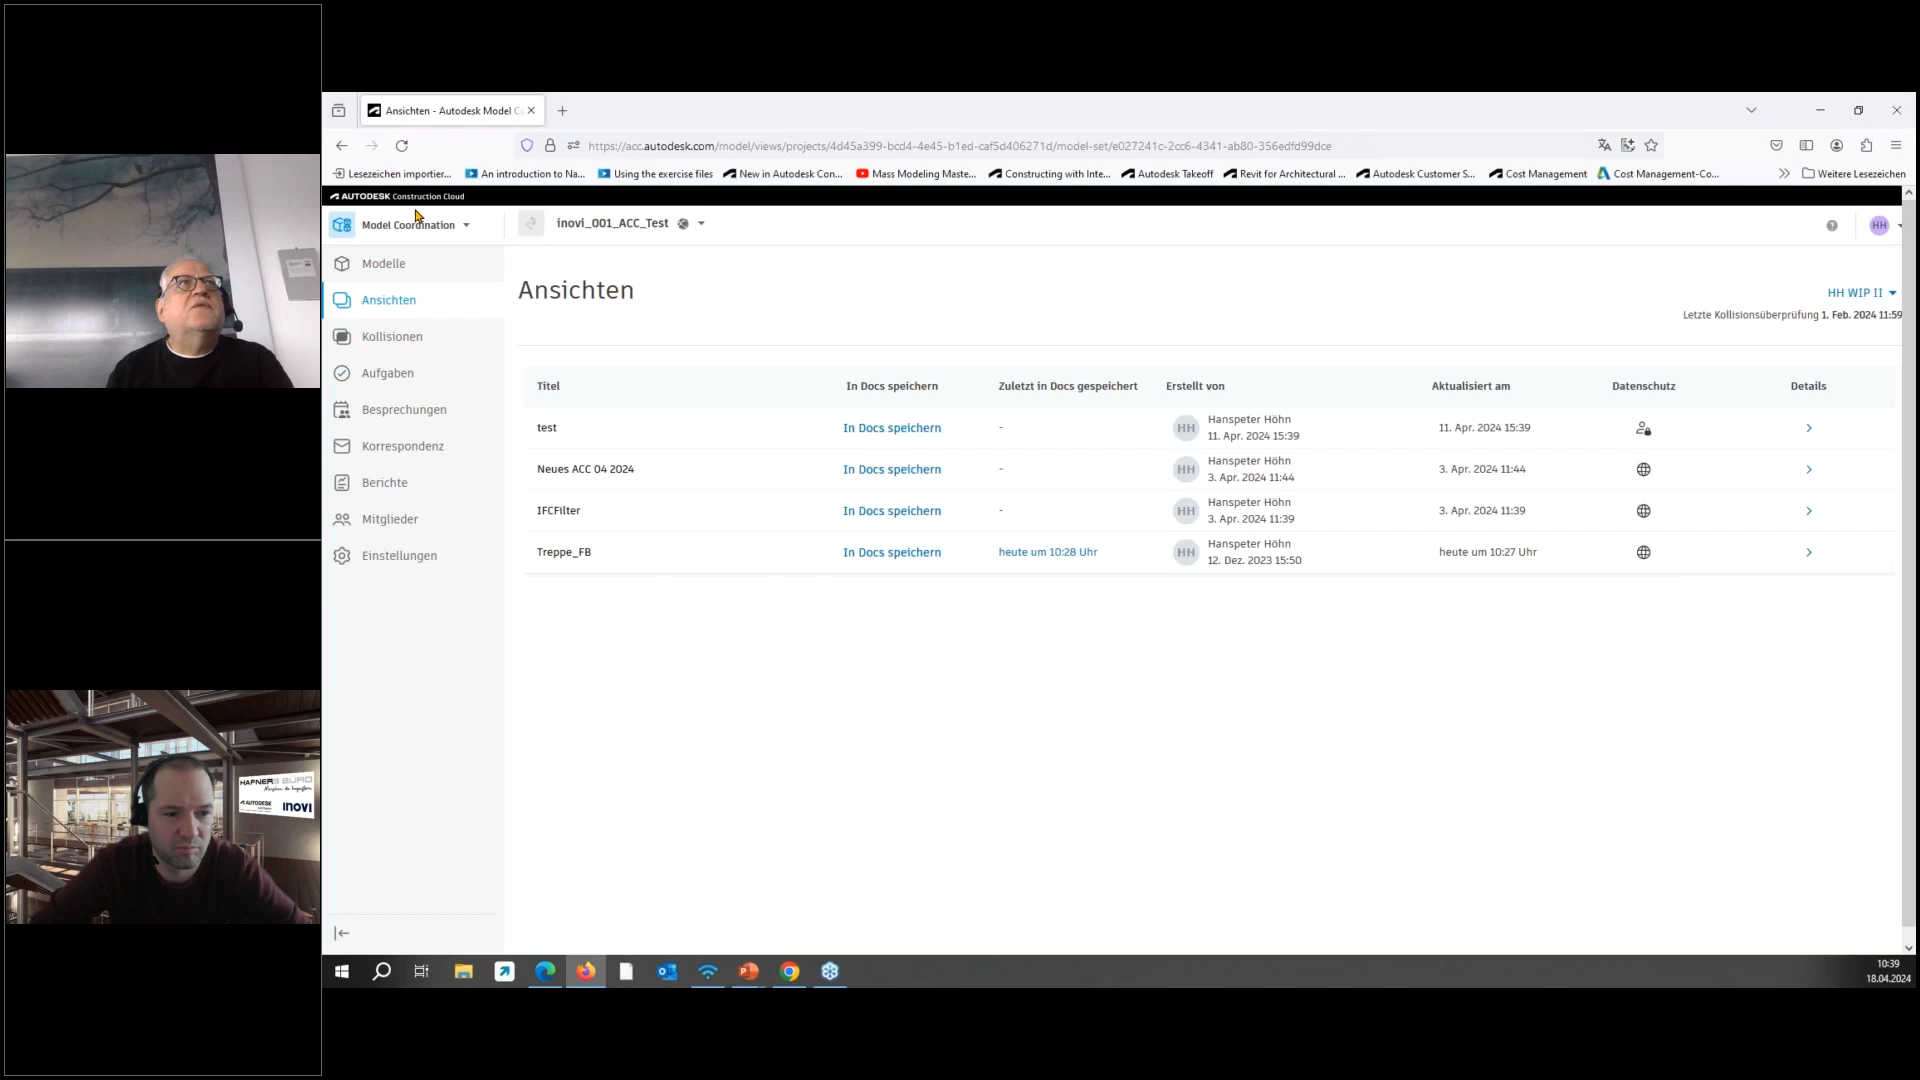 Ansichten - Autodesk Model C
https://acc.autodesk.com/model/views/projects/4d45a399-bcd4-4e45-b1ed-caf5d406271d/model-set/e027241c-2cc6-4341-ab80-356edfd99dce
Lesezeichen importier...
An introduction to Na...
Using the exercise files
New in Autodesk Con...
Mass Modeling Maste...
Constructing with Inte...
Autodesk Takeoff
Revit for Architectural ...
Autodesk Customer S...
Cost Management
Cost Management-Co...
Weitere Lesezeichen
AUTODESK Construction Cloud
Model Coordination
inovi_001_ACC_Test
HH
Modelle
Ansichten
Kollisionen
Aufgaben
Besprechungen
Korrespondenz
Berichte
Mitglieder
Einstellungen
Ansichten
HH WIP II
Letzte Kollisionsüberprüfung 1. Feb. 2024 11:59
Titel In Docs speichern Zuletzt in Docs gespeichert Erstellt von Aktualisiert am Datenschutz Details
test In Docs speichern - HH Hanspeter Höhn 11. Apr. 2024 15:39
11. Apr. 2024 15:39
Neues ACC 04 2024 In Docs speichern - HH Hanspeter Höhn 3. Apr. 2024 11:44
3. Apr. 2024 11:44
IFCFilter In Docs speichern - HH Hanspeter Höhn 3. Apr. 2024 11:39
3. Apr. 2024 11:39
Treppe_FB In Docs speichern heute um 10:28 Uhr HH Hanspeter Höhn heute um 10:27 Uhr
12. Dez. 2023 15:50
10:39
18.04.2024
HAFNERS BÜRO
AUTODESK
inovi